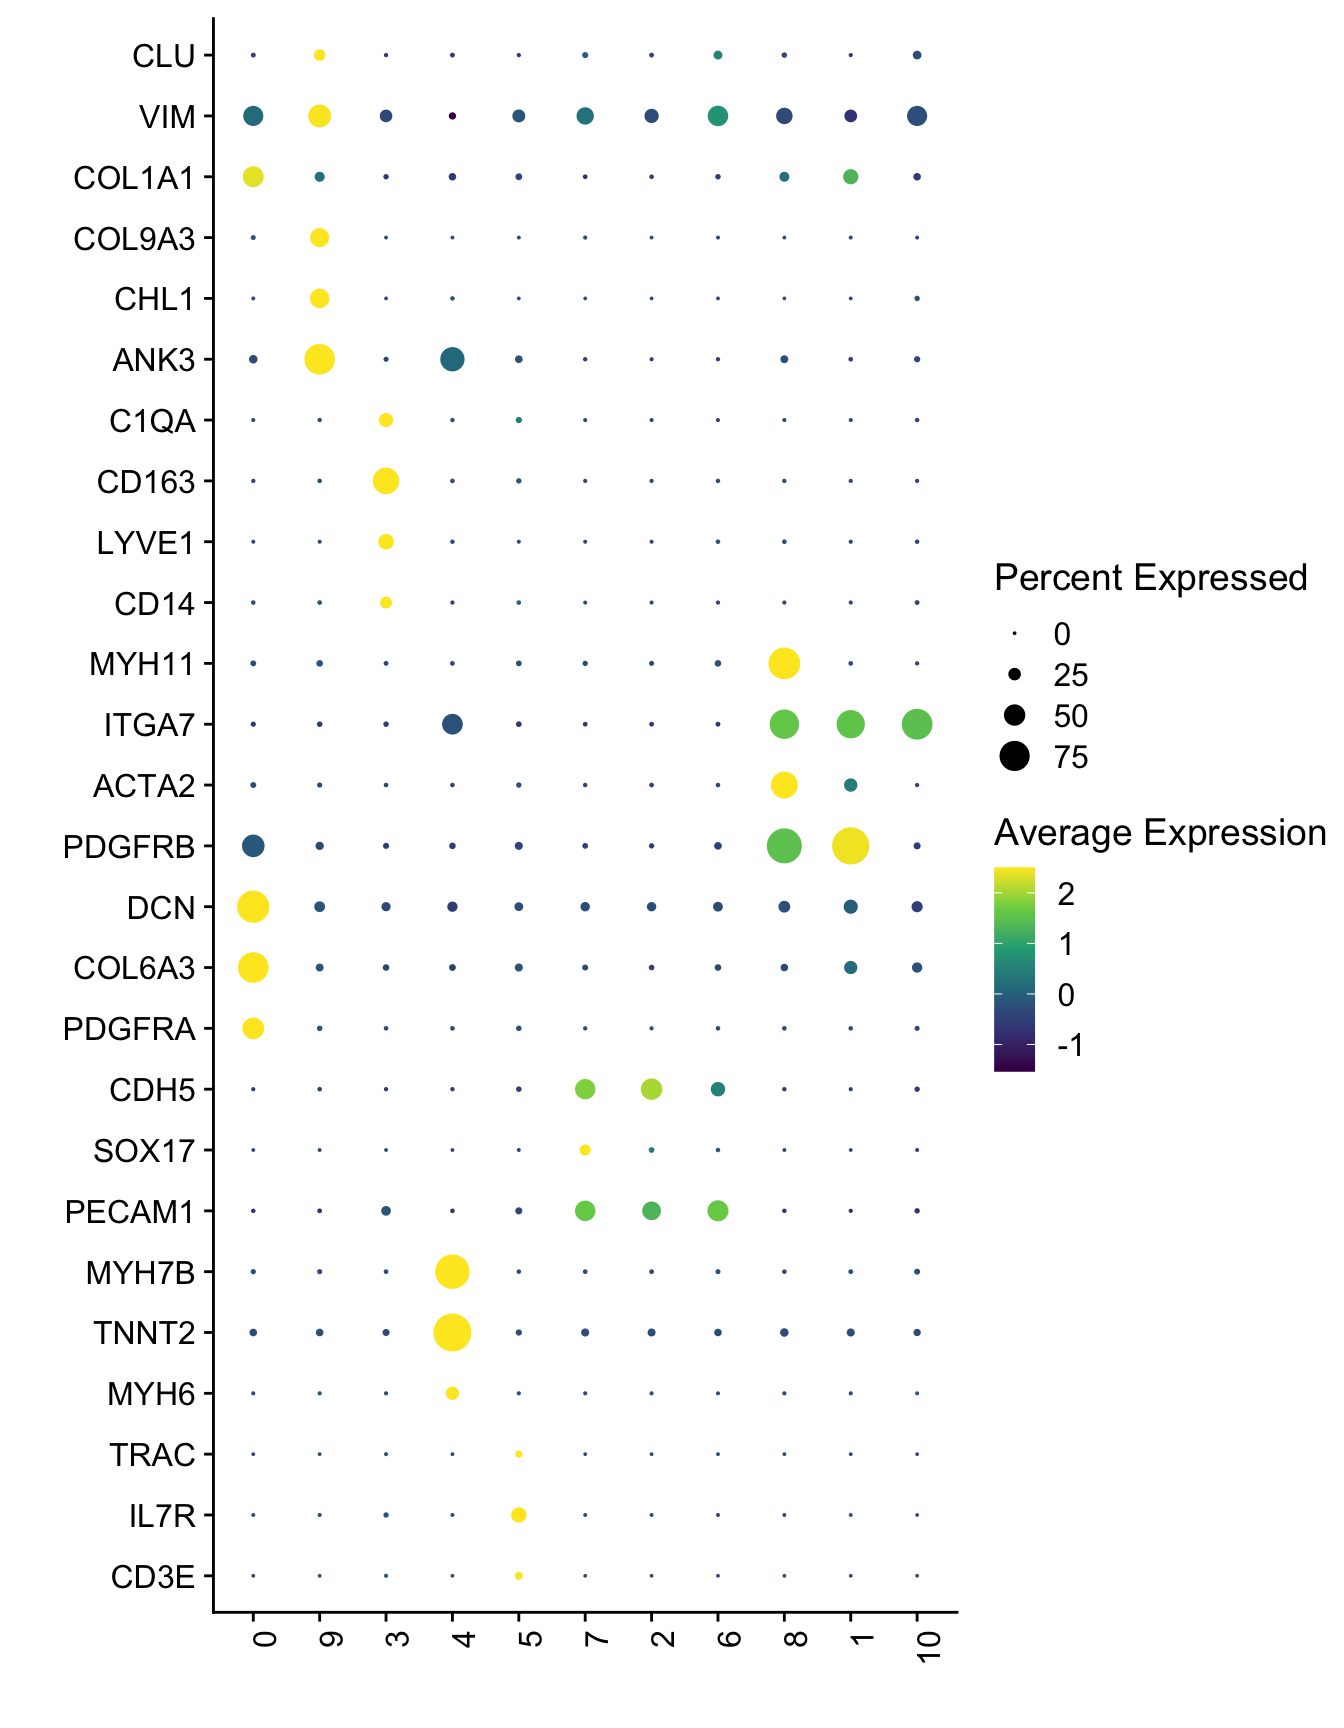 CLU
VIM
COL1A1
COL9A3
CHL1
ANK3
C1QA
CD163
LYVE1
CD14
MYH11
ITGA7
ACTA2
PDGFRB
DCN
COL6A3
PDGFRA
CDH5
SOX17
PECAM1
MYH7B
TNNT2
MYH6
TRAC
IL7R
CD3E
0 9 3 4 5 7 2 6 8 1 10
Percent Expressed
0
25
50
75
Average Expression
2
1
0
-1